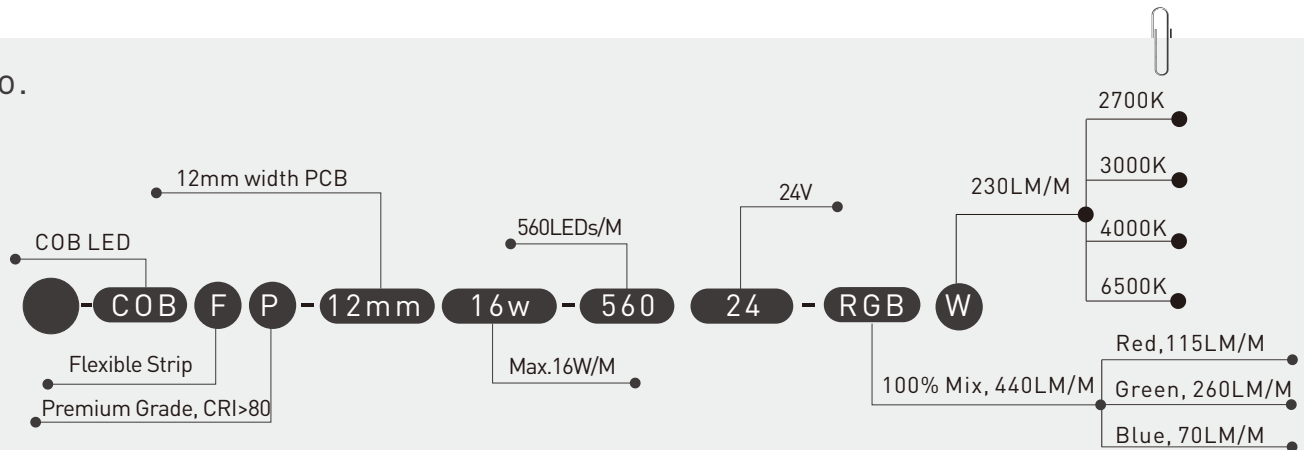 o.
2700K
12mm width PCB
3000K
230LM/M
24V
560LEDs/M
4000K
COB LED
6500K
COB F P - 12mm 16w - 560 24 - RGB W
Red,115LM/M
Flexible Strip
Max.16W/M
100% Mix, 440LM/M
Green, 260LM/M
Premium Grade, CRI>80
Blue, 70LM/M